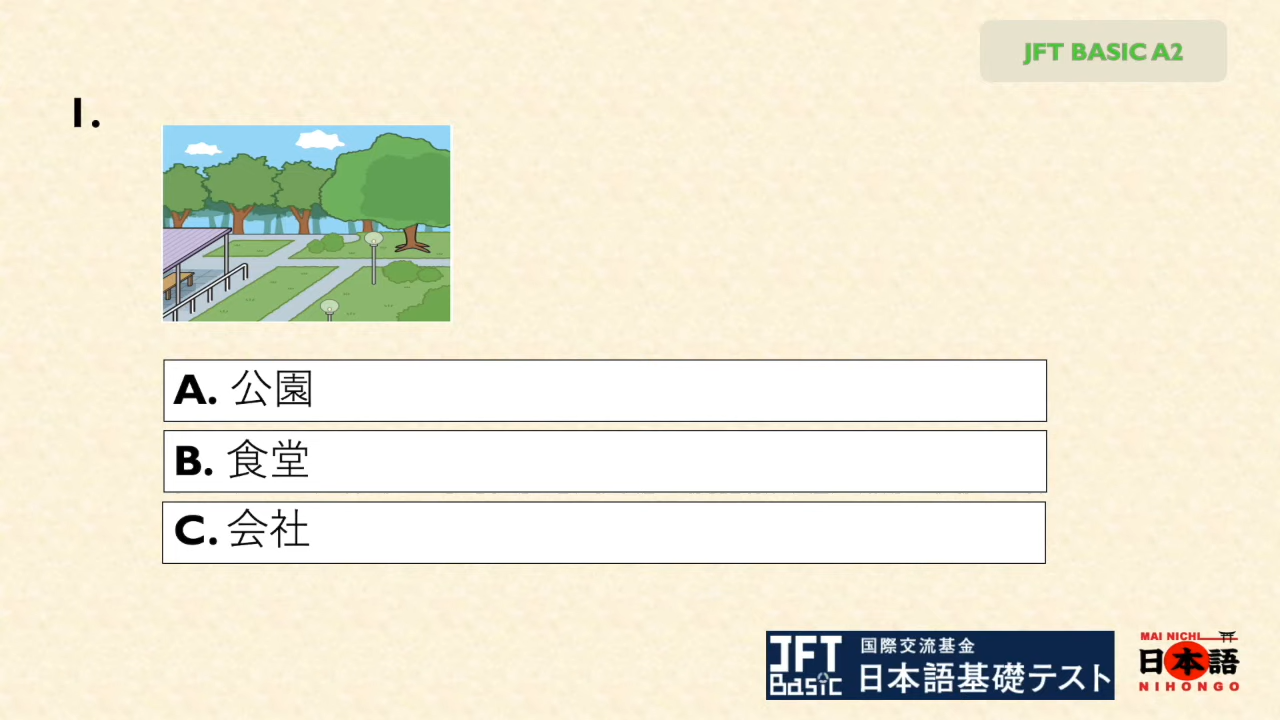 JFT BASIC A2
1.
A. 公園
B. 食堂
C. 会社
JFT Basic
国際交流基金
日本語基礎テスト
MAI NICHI
日本語
NIHONGO